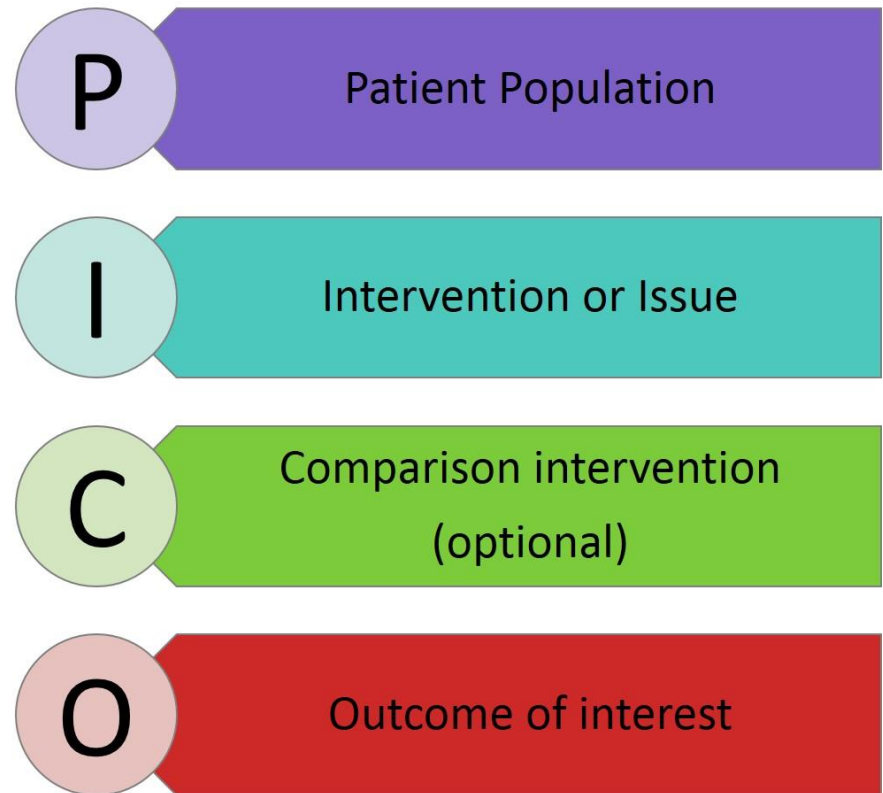 P
Patient Population
I
Intervention or Issue
C
Comparison intervention
(optional)
O
Outcome of interest